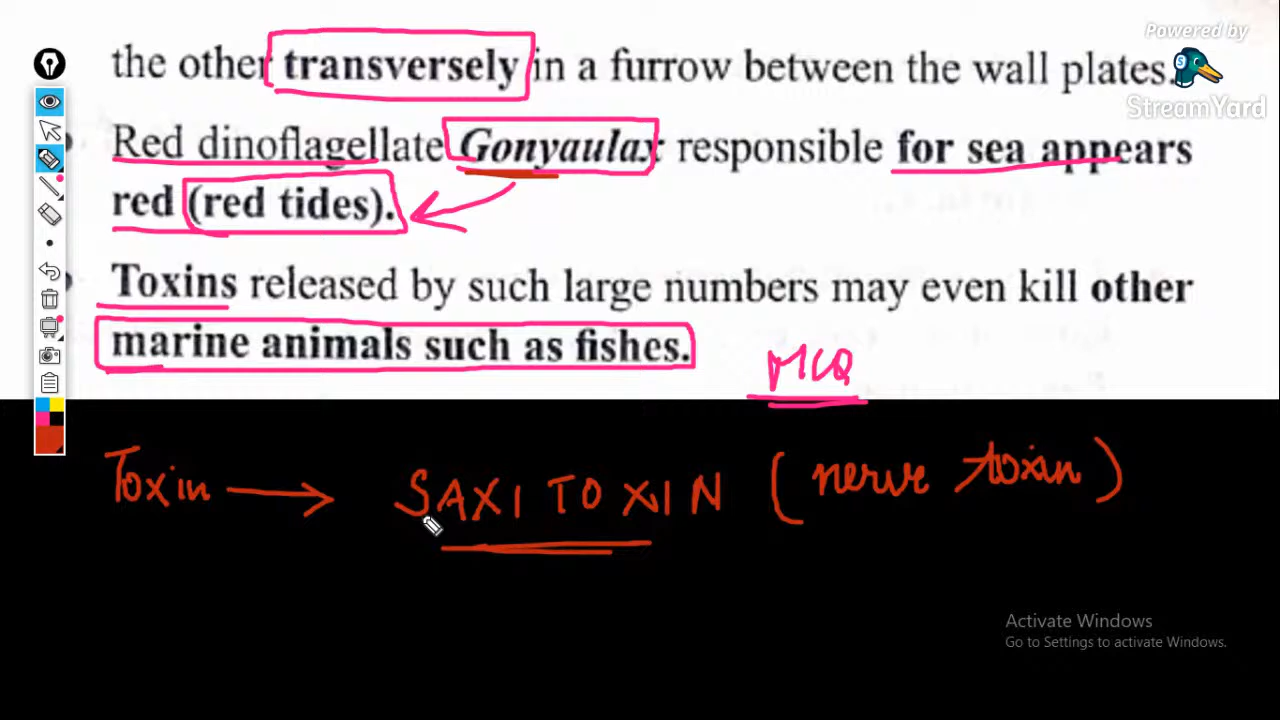 Powered by
StreamYard
the other transversely in a furrow between the wall plates.
Red dinoflagellate Gonyaulax responsible for sea appears
red (red tides).
Toxins released by such large numbers may even kill other
marine animals such as fishes.
MCQ
Toxin → SAXITOXIN (nerve toxin)
Activate Windows
Go to Settings to activate Windows.